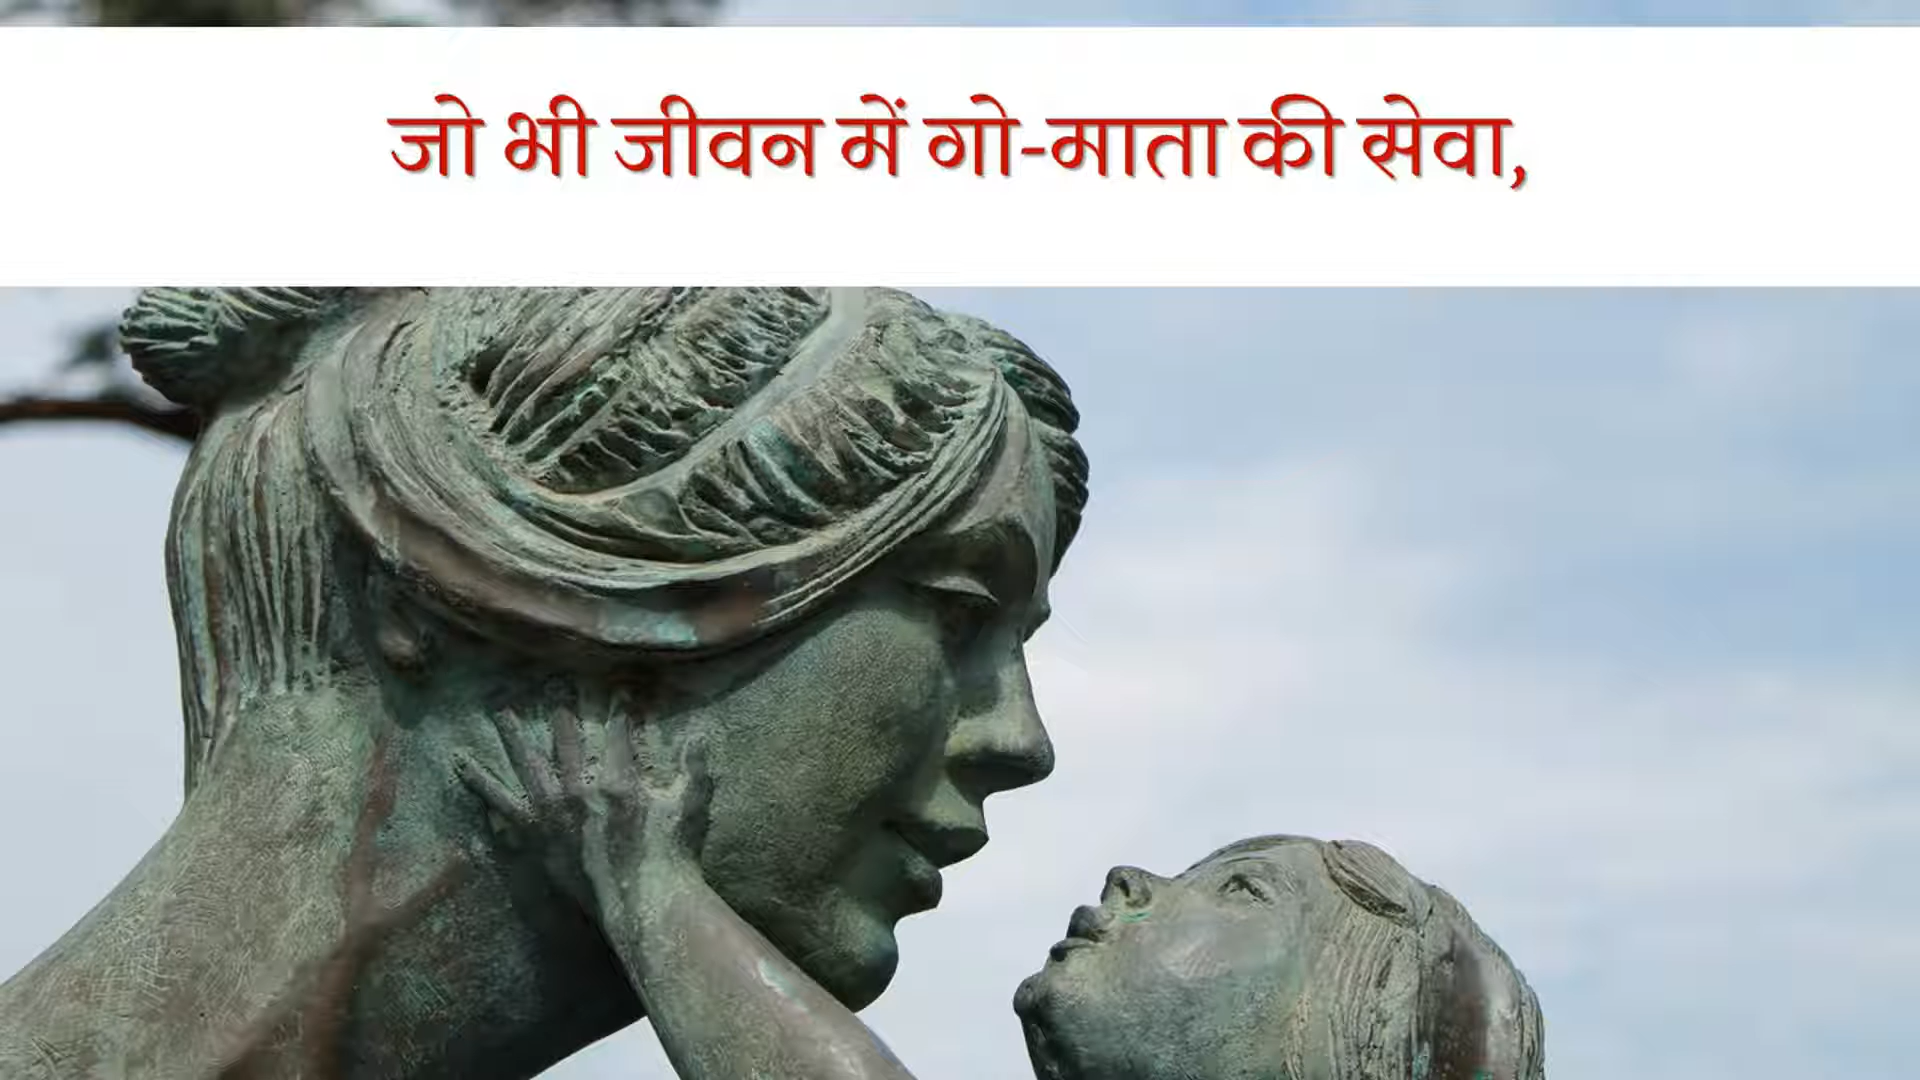 जो भी जीवन में गो-माता की सेवा,